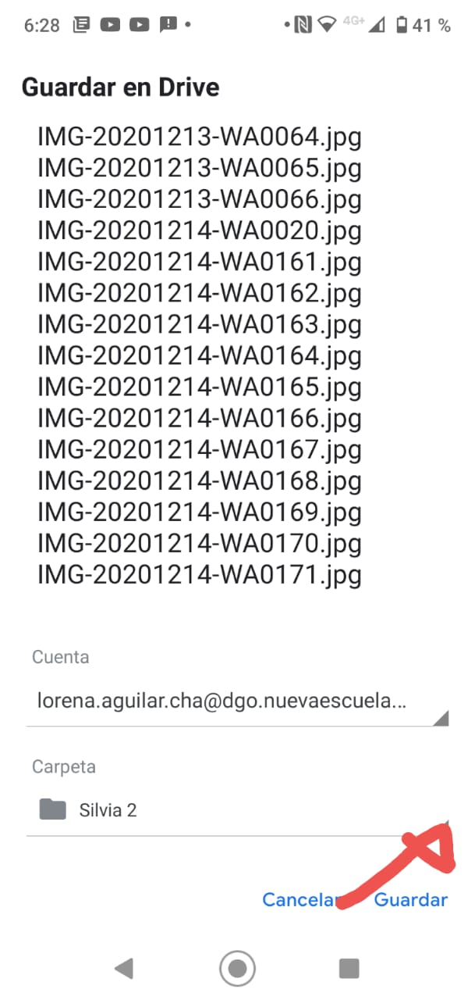 6:28 4G+ 41 %
Guardar en Drive
IMG-20201213-WA0064.jpg
IMG-20201213-WA0065.jpg
IMG-20201213-WA0066.jpg
IMG-20201214-WA0020.jpg
IMG-20201214-WA0161.jpg
IMG-20201214-WA0162.jpg
IMG-20201214-WA0163.jpg
IMG-20201214-WA0164.jpg
IMG-20201214-WA0165.jpg
IMG-20201214-WA0166.jpg
IMG-20201214-WA0167.jpg
IMG-20201214-WA0168.jpg
IMG-20201214-WA0169.jpg
IMG-20201214-WA0170.jpg
IMG-20201214-WA0171.jpg
Cuenta
lorena.aguilar.cha@dgo.nuevaescuela...
Carpeta
Silvia 2
Cancelar Guardar